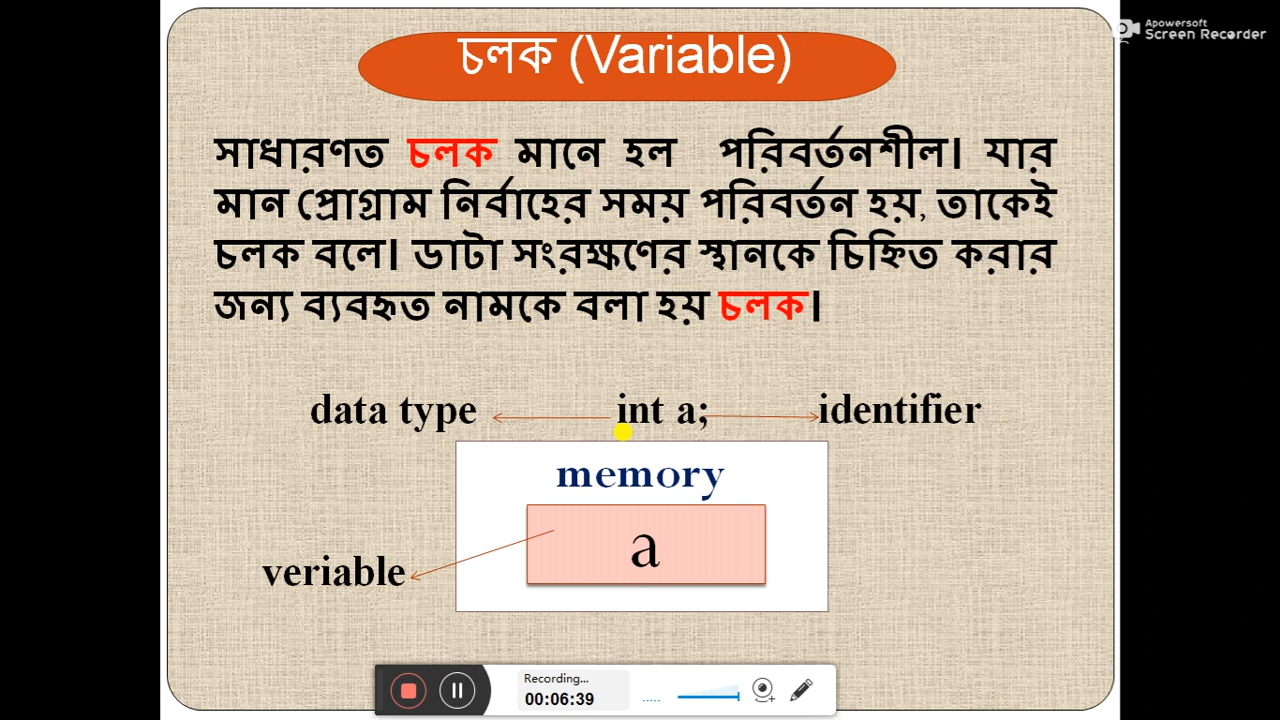 চলক (Variable)
Apowersoft
Screen Recorder
সাধারণত চলক মানে হল পরিবর্তনশীল। যার
মান প্রোগ্রাম নির্বাহের সময় পরিবর্তন হয়, তাকেই
চলক বলে। ডাটা সংরক্ষণের স্থানকে চিহ্নিত করার
জন্য ব্যবহৃত নামকে বলা হয় চলক।
data type int a; identifier
memory
a
veriable
Recording...
00:06:39